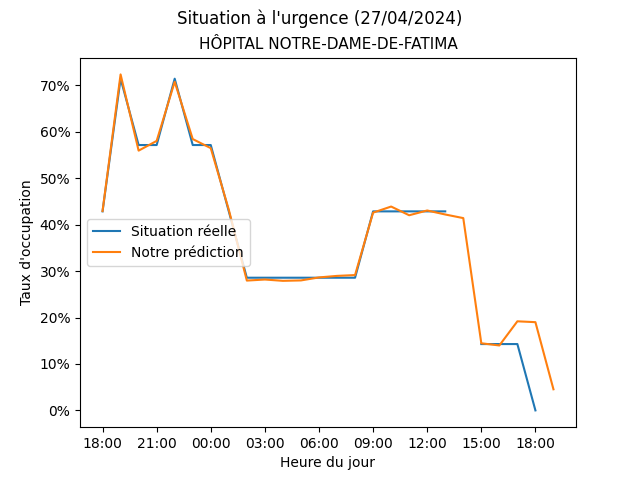 Situation à l'urgence (27/04/2024)
HÔPITAL NOTRE-DAME-DE-FATIMA
Taux d'occupation
70%
60%
50%
40%
30%
20%
10%
0%
Situation réelle
Notre prédiction
18:00 21:00 00:00 03:00 06:00 09:00 12:00 15:00 18:00
Heure du jour